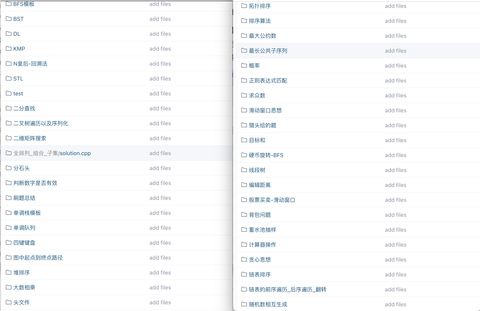 BFS模板 add files
BST add files
DL add files
KMP add files
N皇后-回溯法 add files
STL add files
test add files
二分查找 add files
二叉树遍历以及序列化 add files
二维矩阵搜索 add files
全排列_组合_子集/solution.cpp add files
分石头 add files
判断数字是否有效 add files
刷题总结 add files
单调栈模板 add files
单调队列 add files
四键键盘 add files
图中起点到终点路径 add files
堆排序 add files
大数相乘 add files
头文件 add files
拓扑排序 add files
排序算法 add files
最大公约数 add files
最长公共子序列 add files
概率 add files
正则表达式匹配 add files
求众数 add files
滑动窗口思想 add files
猎头给的题 add files
目标和 add files
硬币旋转-BFS add files
线段树 add files
编辑距离 add files
股票买卖-滑动窗口 add files
背包问题 add files
蓄水池抽样 add files
计算器操作 add files
贪心思想 add files
链表排序 add files
链表的前序遍历_后序遍历_翻转 add files
随机数相互生成 add files